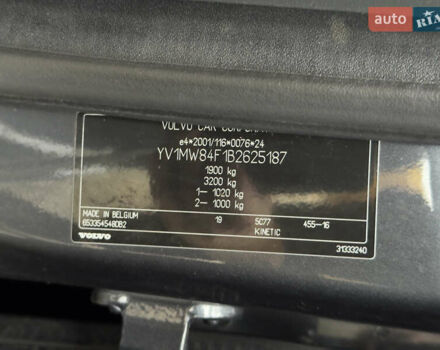 auto RIA
VOLVO CAR CORPORATION
e4*2001/116*0076*24
YV1MW84F1B2625187
1900 kg
3200 kg
1- 1020 kg
2- 1000 kg
MADE IN BELGIUM 19 5C77 455-16
653354548DB2 KINETIC
VOLVO 31333240